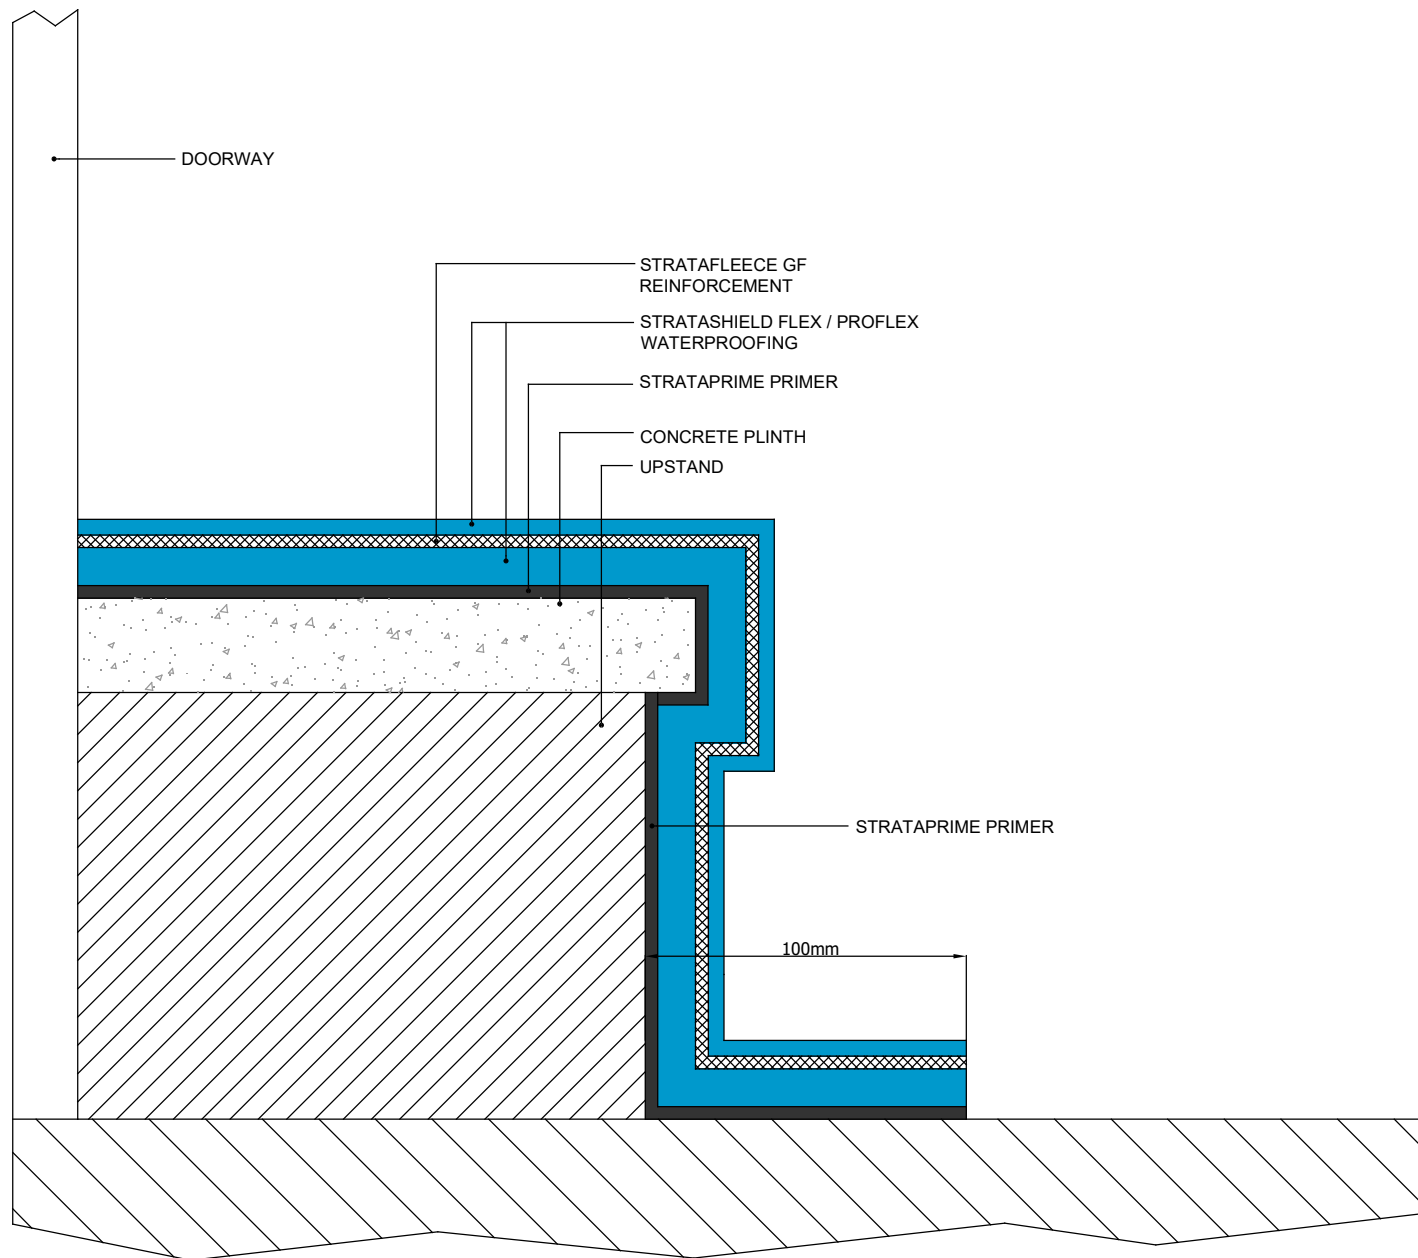 DOORWAY
STRATAFLEECE GF
REINFORCEMENT
STRATASHIELD FLEX / PROFLEX
WATERPROOFING
STRATAPRIME PRIMER
CONCRETE PLINTH
UPSTAND
STRATAPRIME PRIMER
100mm